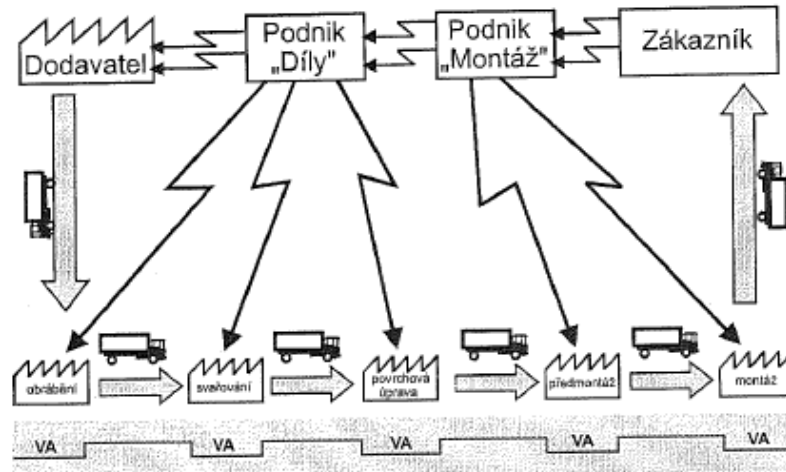 Dodavatel
Podnik
„Díly"
Podnik
„Montáž"
Zákazník
obrábění
svařování
povrchová
úprava
předmontáž
montáž
VA
VA
VA
VA
VA